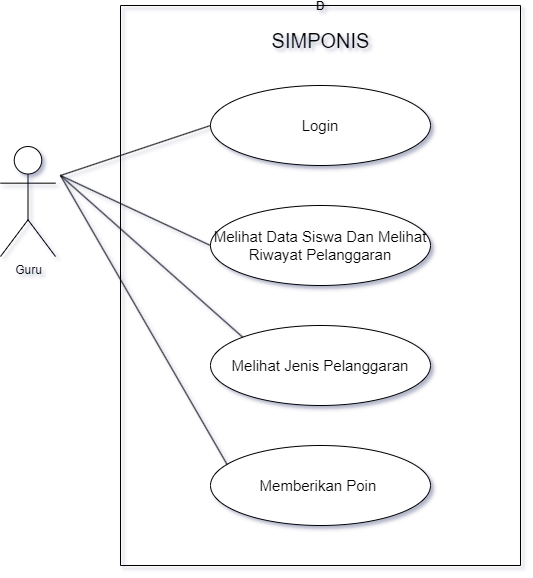 D
SIMPONIS
Login
Melihat Data Siswa Dan Melihat
Riwayat Pelanggaran
Guru
Melihat Jenis Pelanggaran
Memberikan Poin